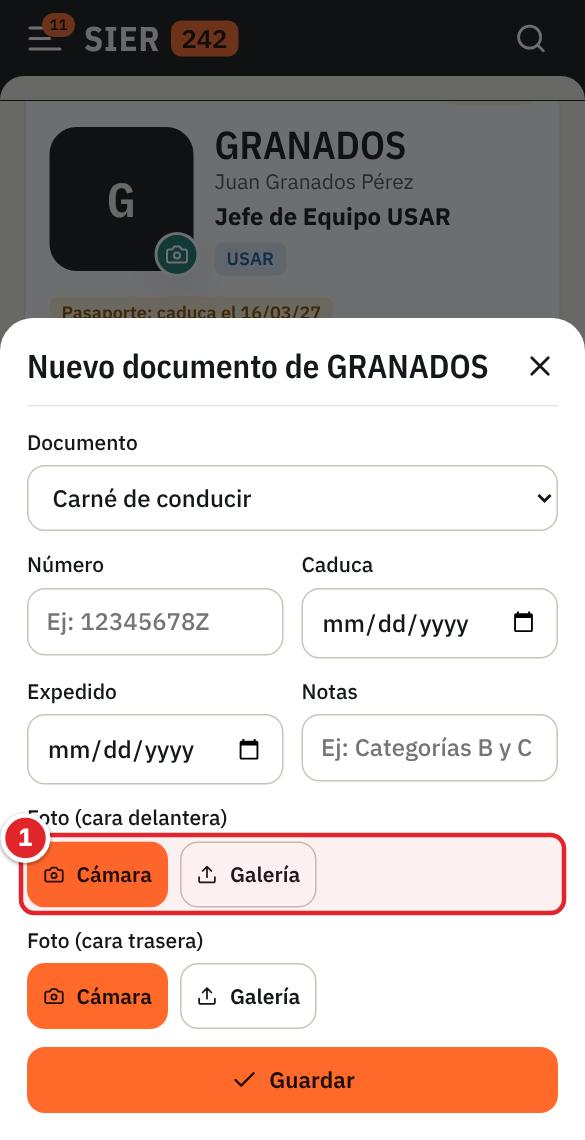 11
SIER 242
G
GRANADOS
Juan Granados Pérez
Jefe de Equipo USAR
USAR
Pasaporte: caduca el 16/03/27
Nuevo documento de GRANADOS
Documento
Carné de conducir
Número
Caduca
Ej: 12345678Z
mm/dd/yyyy
Expedido
Notas
mm/dd/yyyy
Ej: Categorías B y C
Foto (cara delantera)
1
Cámara
Galería
Foto (cara trasera)
Cámara
Galería
Guardar